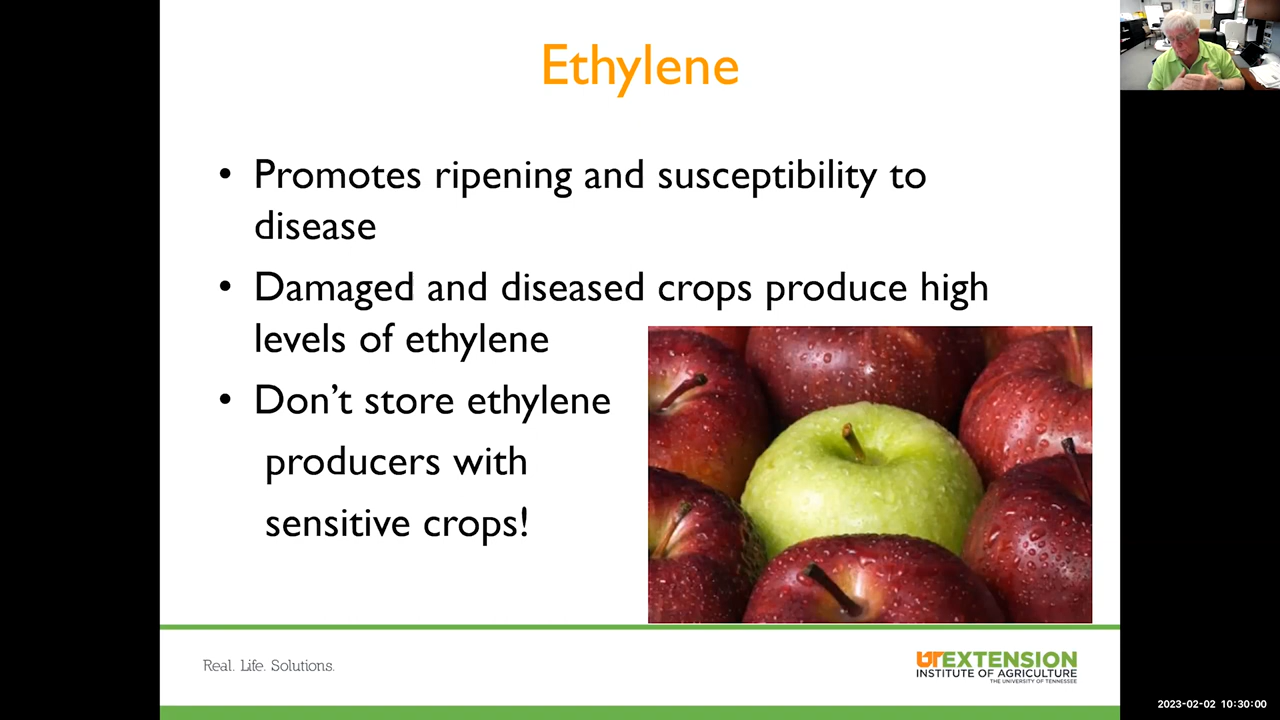 Ethylene
• Promotes ripening and susceptibility to
disease
• Damaged and diseased crops produce high
levels of ethylene
• Don’t store ethylene
producers with
sensitive crops!
Real. Life. Solutions.
UTEXTENSION
INSTITUTE OF AGRICULTURE
THE UNIVERSITY OF TENNESSEE
2023-02-02 10:30:00